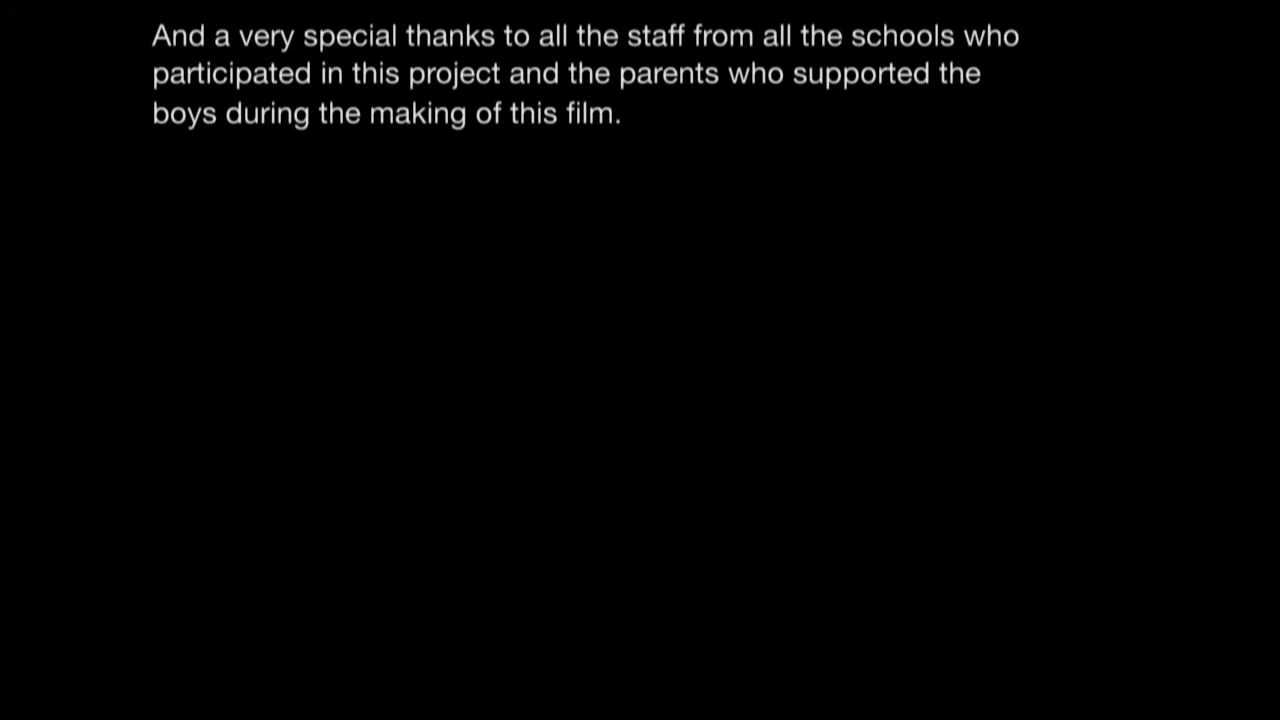 And a very special thanks to all the staff from all the schools who
participated in this project and the parents who supported the
boys during the making of this film.